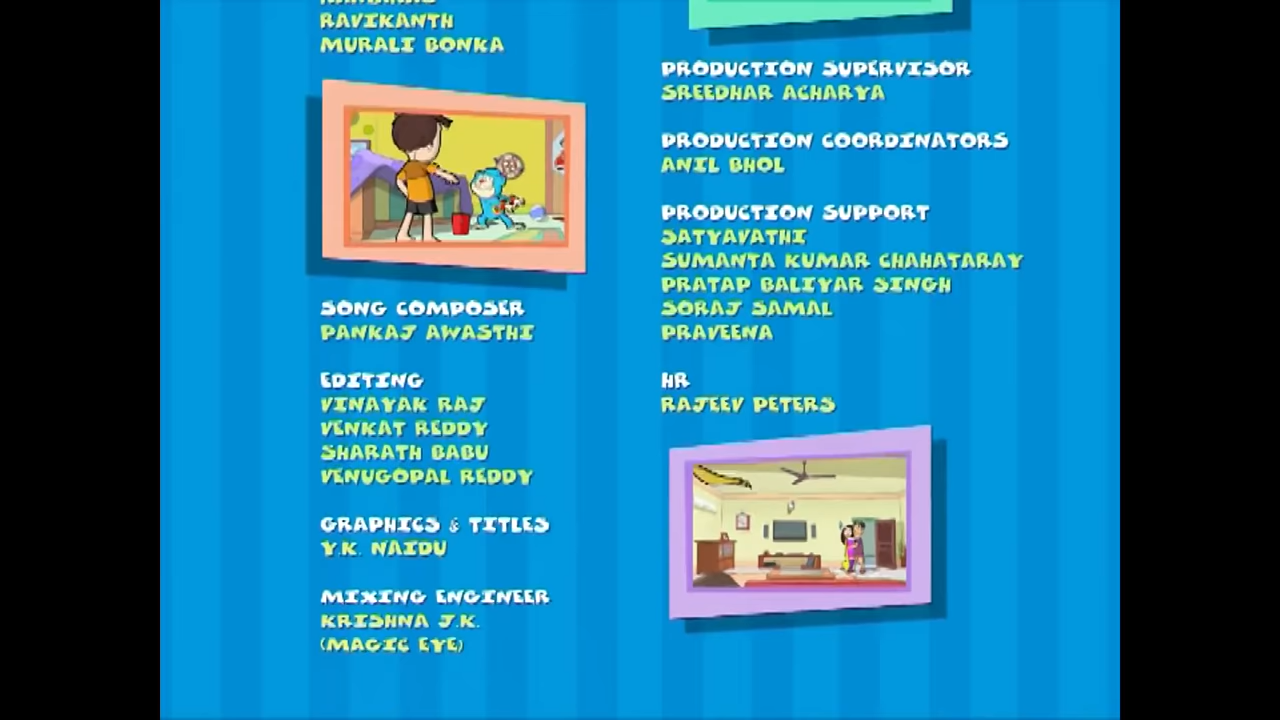 RAVIKANTH
MURALI BONKA
SONG COMPOSER
PANKAJ AWASTHI
EDITING
VINAYAK RAJ
VENKAT REDDY
SHARATH BABU
VENUGOPAL REDDY
GRAPHICS & TITLES
Y.K. NAIDU
MIXING ENGINEER
KRISHNA J.K.
(MAGIC EYE)
PRODUCTION SUPERVISOR
SREEDHAR ACHARYA
PRODUCTION COORDINATORS
ANIL BHOL
PRODUCTION SUPPORT
SATYAVATHI
SUMANTA KUMAR CHAHATARAY
PRATAP BALIYAR SINGH
SORAJ SAMAL
PRAVEENA
HR
RAJEEV PETERS